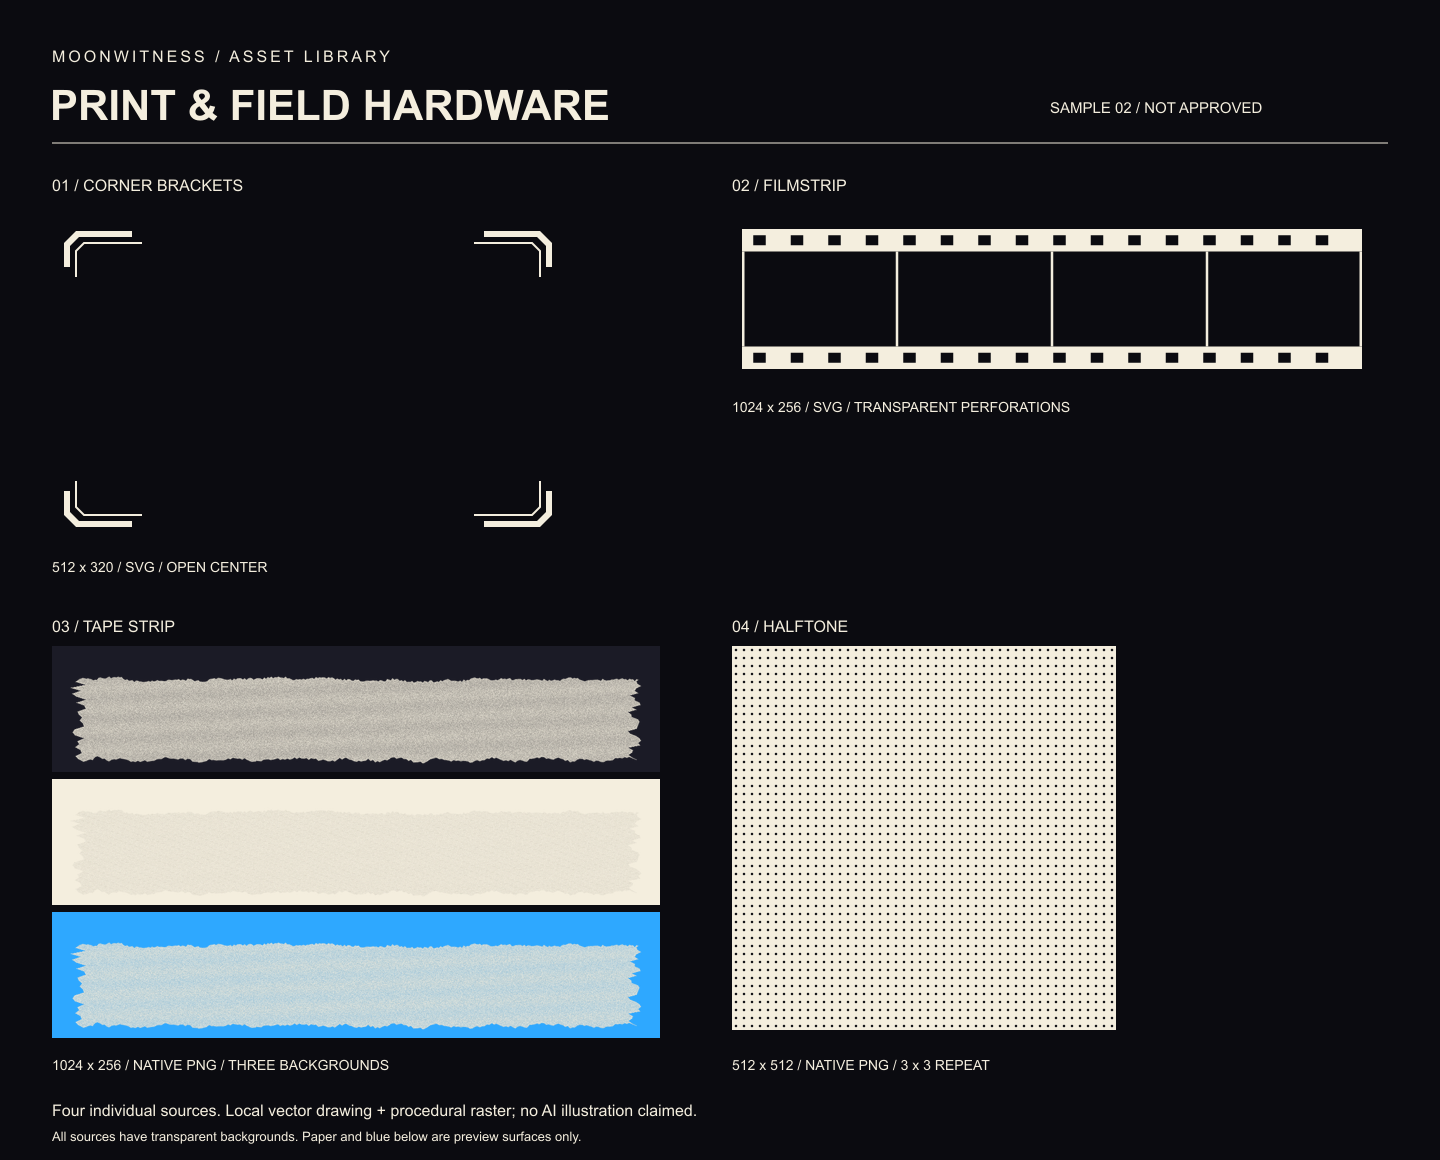 MOONWITNESS / ASSET LIBRARY
PRINT & FIELD HARDWARE
SAMPLE 02 / NOT APPROVED
01 / CORNER BRACKETS
02 / FILMSTRIP
1024 x 256 / SVG / TRANSPARENT PERFORATIONS
512 x 320 / SVG / OPEN CENTER
03 / TAPE STRIP
04 / HALFTONE
1024 x 256 / NATIVE PNG / THREE BACKGROUNDS
512 x 512 / NATIVE PNG / 3 x 3 REPEAT
Four individual sources. Local vector drawing + procedural raster; no AI illustration claimed.
All sources have transparent backgrounds. Paper and blue below are preview surfaces only.